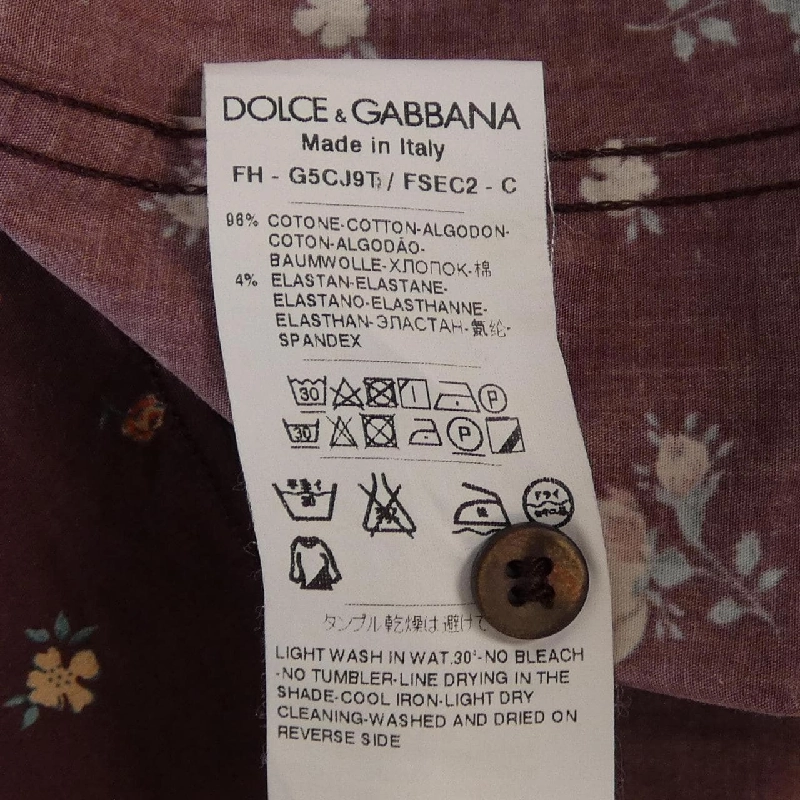 DOLCE & GABBANA
Made in Italy
FH - G5CJ9T / FSEC2 - C
96% COTONE-COTTON-ALGODON-
COTON-ALGODÃO-
BAUMWOLLE-ХЛОПОК-棉
4% ELASTAN-ELASTANE-
ELASTANO-ELASTHANNE-
ELASTHAN-ЭЛАСТАН-氨纶-
SPANDEX
30 P
30 P
ドライ
タンブル乾燥は避けて
LIGHT WASH IN WAT.30°-NO BLEACH
-NO TUMBLER-LINE DRYING IN THE
SHADE-COOL IRON-LIGHT DRY
CLEANING-WASHED AND DRIED ON
REVERSE SIDE